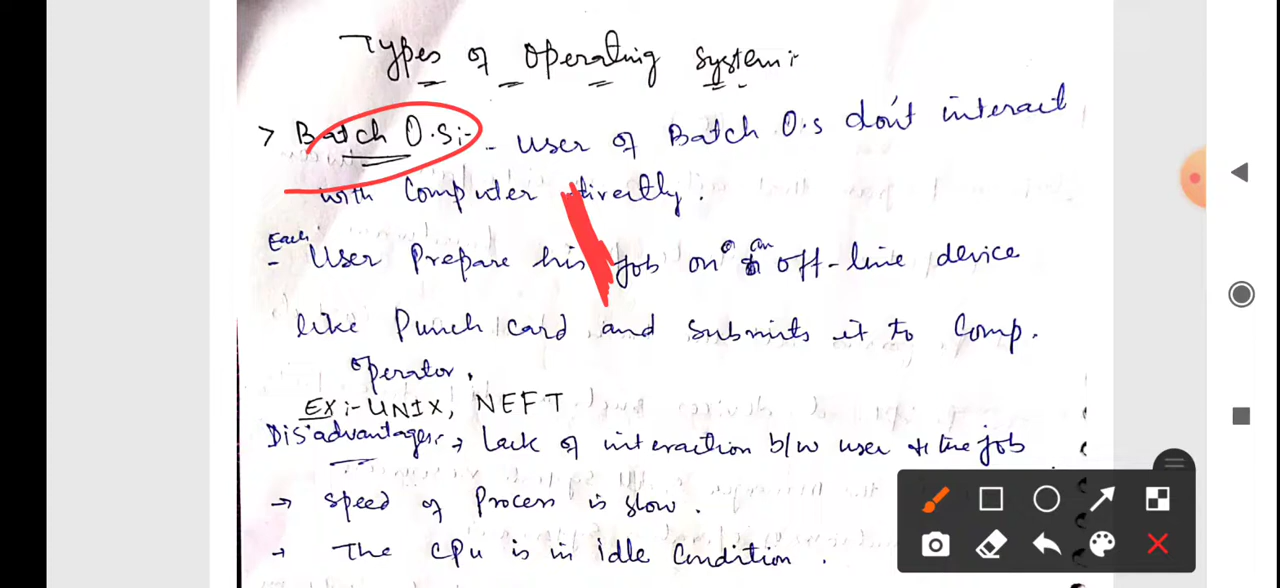 Types of Operating System:
> Batch O.S:- - User of Batch O.S don't interact
with Computer directly.
Each
- User Prepare his job on an off-line device
like Punch card and submits it to Comp.
operator.
Ex:- UNIX, NEFT
Disadvantages:→ Lack of interaction b/w user & the job
→ speed of Process is slow.
→ The CPU is in idle Condition.